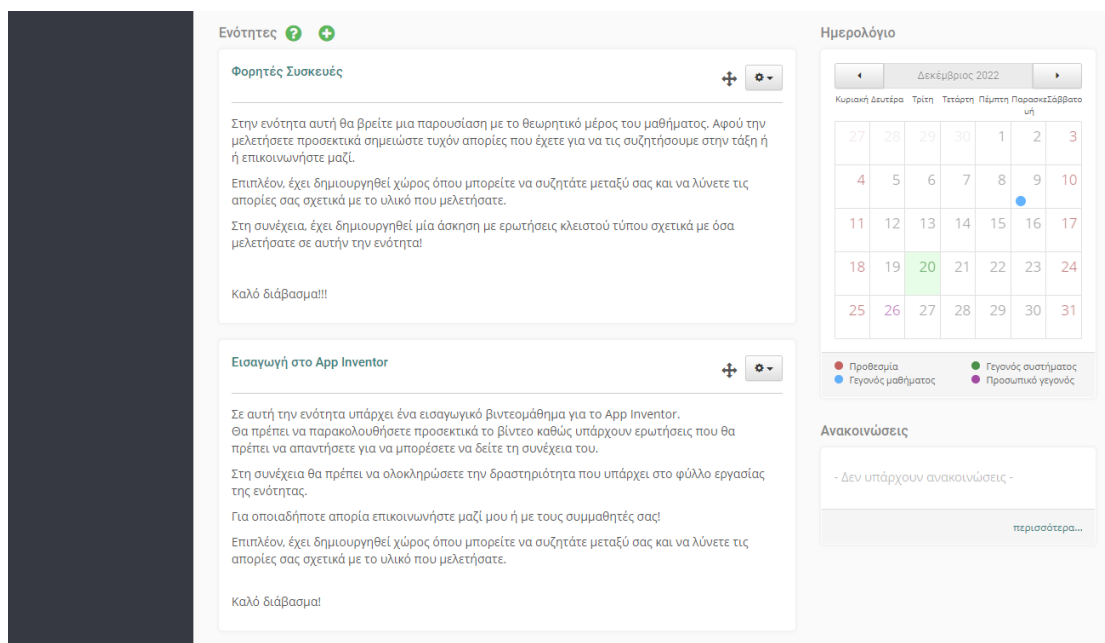 Ενότητες
Φορητές Συσκευές
Στην ενότητα αυτή θα βρείτε μια παρουσίαση με το θεωρητικό μέρος του μαθήματος. Αφού την
μελετήσετε προσεκτικά σημειώστε τυχόν απορίες που έχετε για να τις συζητήσουμε στην τάξη ή
ή επικοινωνήστε μαζί.
Επιπλέον, έχει δημιουργηθεί χώρος όπου μπορείτε να συζητάτε μεταξύ σας και να λύνετε τις
απορίες σας σχετικά με το υλικό που μελετήσατε.
Στη συνέχεια, έχει δημιουργηθεί μία άσκηση με ερωτήσεις κλειστού τύπου σχετικά με όσα
μελετήσατε σε αυτήν την ενότητα!
Καλό διάβασμα!!!
Εισαγωγή στο App Inventor
Σε αυτή την ενότητα υπάρχει ένα εισαγωγικό βιντεομάθημα για το App Inventor.
Θα πρέπει να παρακολουθήσετε προσεκτικά το βίντεο καθώς υπάρχουν ερωτήσεις που θα
πρέπει να απαντήσετε για να μπορέσετε να δείτε τη συνέχεια του.
Στη συνέχεια θα πρέπει να ολοκληρώσετε την δραστηριότητα που υπάρχει στο φύλλο εργασίας
της ενότητας.
Για οποιαδήποτε απορία επικοινωνήστε μαζί μου ή με τους συμμαθητές σας!
Επιπλέον, έχει δημιουργηθεί χώρος όπου μπορείτε να συζητάτε μεταξύ σας και να λύνετε τις
απορίες σας σχετικά με το υλικό που μελετήσατε.
Καλό διάβασμα!
Ημερολόγιο
Δεκέμβριος 2022
Κυριακή Δευτέρα Τρίτη Τετάρτη Πέμπτη Παρασκε Σάββατο
υή
27 28 29 30 1 2 3
4 5 6 7 8 9 10
11 12 13 14 15 16 17
18 19 20 21 22 23 24
25 26 27 28 29 30 31
Προθεσμία Γεγονός συστήματος
Γεγονός μαθήματος Προσωπικό γεγονός
Ανακοινώσεις
- Δεν υπάρχουν ανακοινώσεις -
περισσότερα...